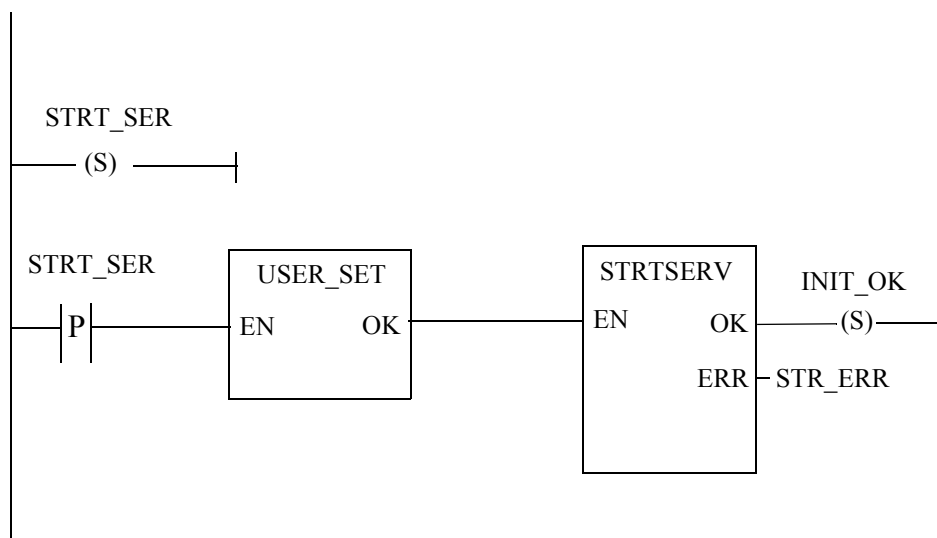 STRT_SER
(S)
STRT_SER
P
USER_SET
EN
OK
STRTSERV
EN
OK
ERR
INIT_OK
(S)
STR_ERR